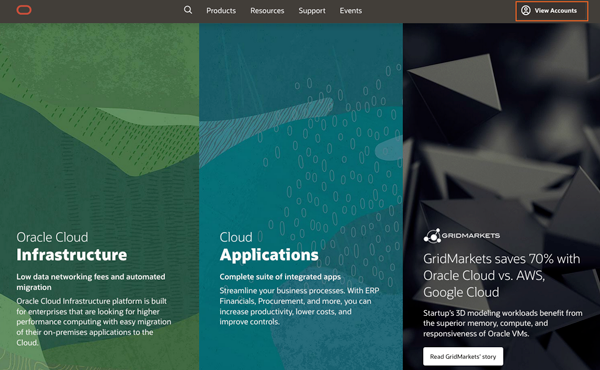 Products Resources Support Events View Accounts
Oracle Cloud
Infrastructure
Low data networking fees and automated
migration
Oracle Cloud Infrastructure platform is built
for enterprises that are looking for higher
performance computing with easy migration
of their on-premises applications to the
Cloud.
Cloud
Applications
Complete suite of integrated apps
Streamline your business processes. With ERP
Financials, Procurement, and more, you can
increase productivity, lower costs, and
improve controls.
GRIDMARKETS
GridMarkets saves 70% with
Oracle Cloud vs. AWS,
Google Cloud
Startup's 3D modeling workloads benefit from
the superior memory, compute, and
responsiveness of Oracle VMs.
Read GridMarkets' story